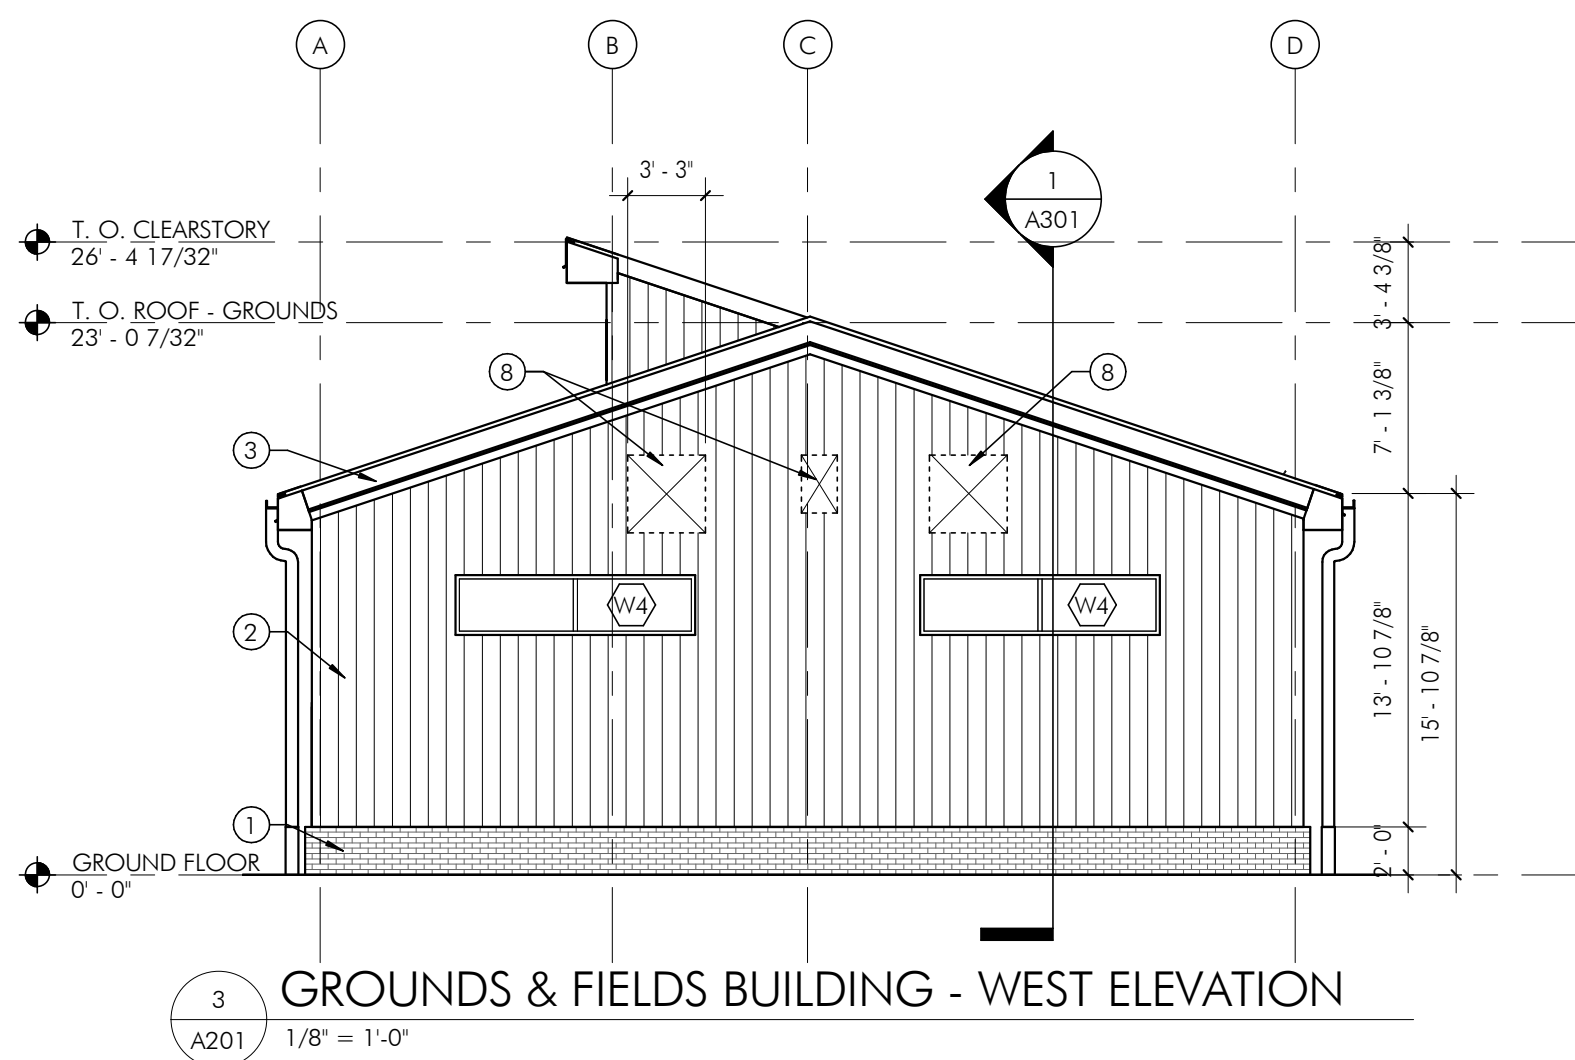 A B C D
3' - 3"
1
A301
T. O. CLEARSTORY
26' - 4 17/32"
3' - 4 3/8"
T. O. ROOF - GROUNDS
23' - 0 7/32"
8
8
7' - 1 3/8"
3
W4
W4
2
13' - 10 7/8"
15' - 10 7/8"
1
2' - 0"
GROUND FLOOR
0' - 0"
3
A201
GROUNDS & FIELDS BUILDING - WEST ELEVATION
1/8" = 1'-0"